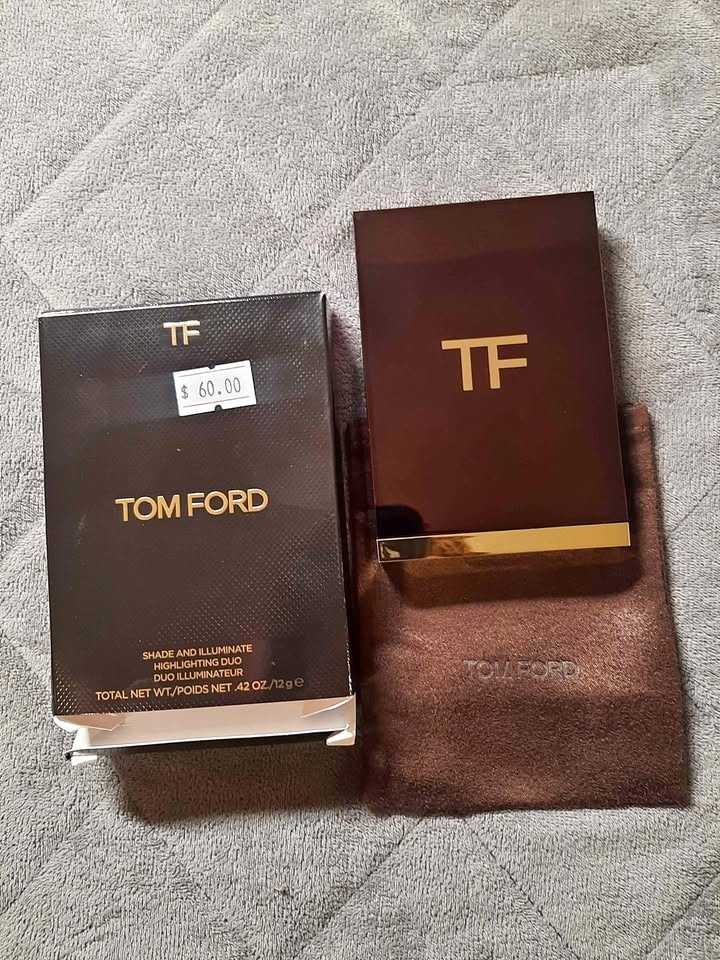 TF
$ 60.00
TOM FORD
SHADE AND ILLUMINATE
HIGHLIGHTING DUO
DUO ILLUMINATEUR
TOTAL NET WT./POIDS NET .42 OZ./12g ℮
TF
TOM FORD